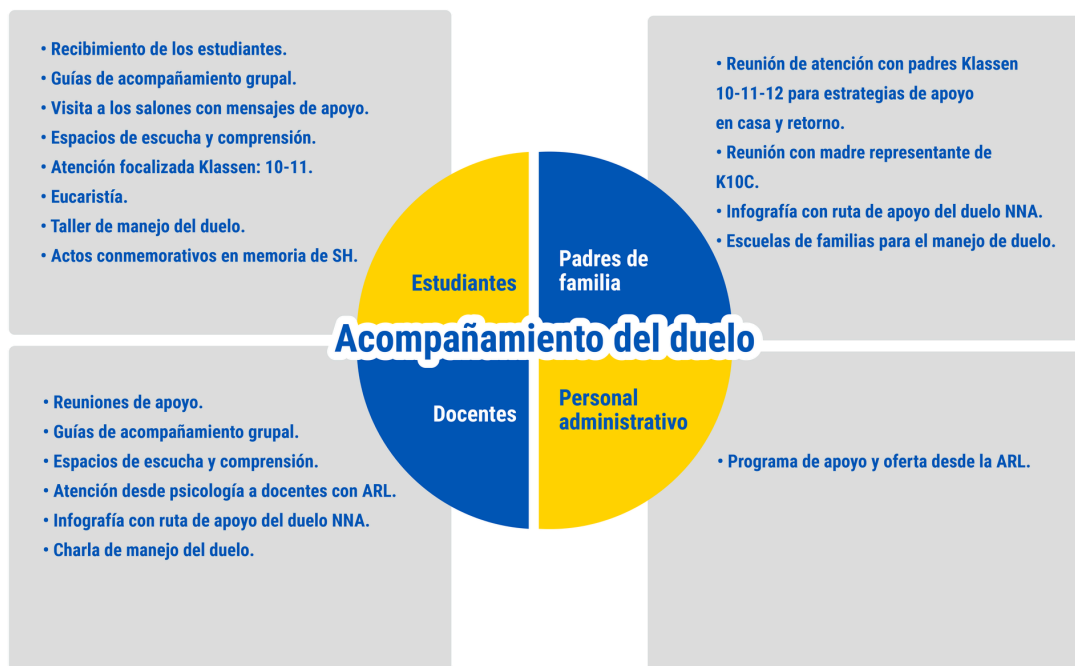 • Recibimiento de los estudiantes.
• Guías de acompañamiento grupal.
• Visita a los salones con mensajes de apoyo.
• Espacios de escucha y comprensión.
• Atención focalizada Klassen: 10-11.
• Eucaristía.
• Taller de manejo del duelo.
• Actos conmemorativos en memoria de SH.
• Reunión de atención con padres Klassen
10-11-12 para estrategias de apoyo
en casa y retorno.
• Reunión con madre representante de
K10C.
• Infografía con ruta de apoyo del duelo NNA.
• Escuelas de familias para el manejo de duelo.
Estudiantes
Padres de
familia
Acompañamiento del duelo
Docentes
Personal
administrativo
• Reuniones de apoyo.
• Guías de acompañamiento grupal.
• Espacios de escucha y comprensión.
• Atención desde psicología a docentes con ARL.
• Infografía con ruta de apoyo del duelo NNA.
• Charla de manejo del duelo.
• Programa de apoyo y oferta desde la ARL.